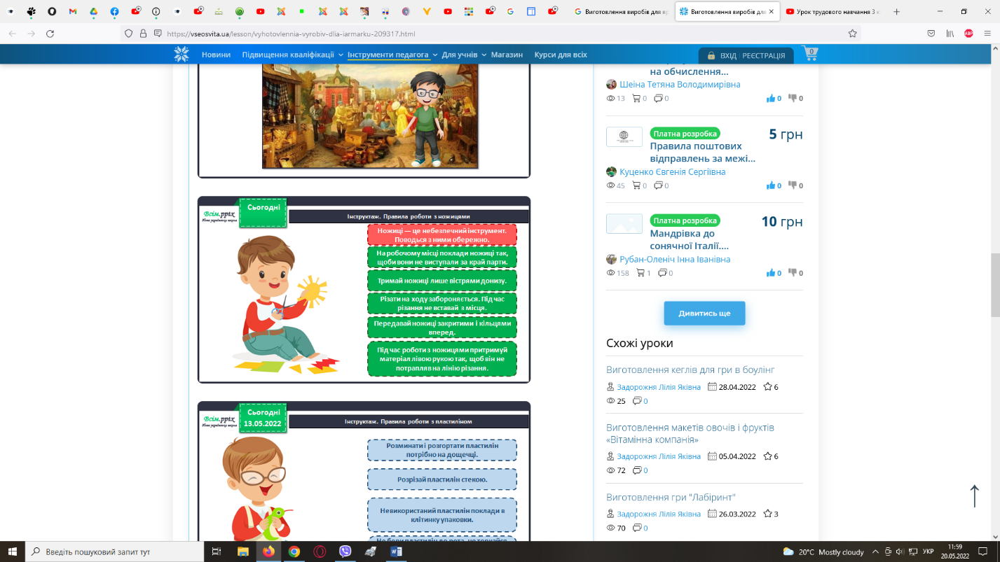 Виготовлення виробів для яр
Виготовлення виробів для
Урок трудового навчання 3 к
https://vseosvita.ua/lesson/vyhotovlennia-vyrobiv-dlia-iarmarku-209317.html
Новини Підвищення кваліфікації Інструменти педагога Для учнів Магазин Курси для всіх ВХІД РЕЄСТРАЦІЯ 0
Сьогодні
Всім.pptx
Нова українська школа
Інструктаж. Правила роботи з ножицями
Ножиці — це небезпечний інструмент.
Поводься з ними обережно.
На робочому місці поклади ножиці так,
щоби вони не виступали за край парти.
Тримай ножиці лише вістрями донизу.
Різати на ходу забороняється. Під час
різання не вставай з місця.
Передавай ножиці закритими і кільцями
вперед.
Під час роботи з ножицями притримуй
матеріал лівою рукою так, щоб він не
потрапляв на лінію різання.
Сьогодні
13.05.2022
Всім.pptx
Нова українська школа
Інструктаж. Правила роботи з пластиліном
Розминати і розгортати пластилін
потрібно на дощечці.
Розрізай пластилін стекою.
Невикористаний пластилін поклади в
клітинку упаковки.
Не бери пластилін до рота, не торкайся
на обчислення...
Шеіна Тетяна Володимирівна
13 0 0 0 0
Платна розробка 5 грн
Правила поштових
відправлень за межі...
Куценко Євгенія Сергіївна
45 0 0 0 0
Платна розробка 10 грн
Мандрівка до
сонячної Італії....
Рубан-Оленіч Інна Іванівна
158 1 0 0 0
Дивитись ще
Схожі уроки
Виготовлення кеглів для гри в боулінг
Задорожня Лілія Яківна 28.04.2022 6
25 0
Виготовлення макетів овочів і фруктів
«Вітамінна компанія»
Задорожня Лілія Яківна 05.04.2022 6
72 0
Виготовлення гри "Лабіринт"
Задорожня Лілія Яківна 26.03.2022 3
70 0
Введіть пошуковий запит тут
20°C Mostly cloudy
УКР
11:59
20.05.2022